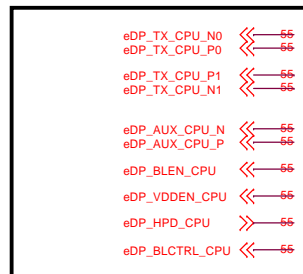 eDP_TX_CPU_N0 55
eDP_TX_CPU_P0 55
eDP_TX_CPU_P1 55
eDP_TX_CPU_N1 55
eDP_AUX_CPU_N 55
eDP_AUX_CPU_P 55
eDP_BLEN_CPU 55
eDP_VDDEN_CPU 55
eDP_HPD_CPU 55
eDP_BLCTRL_CPU 55